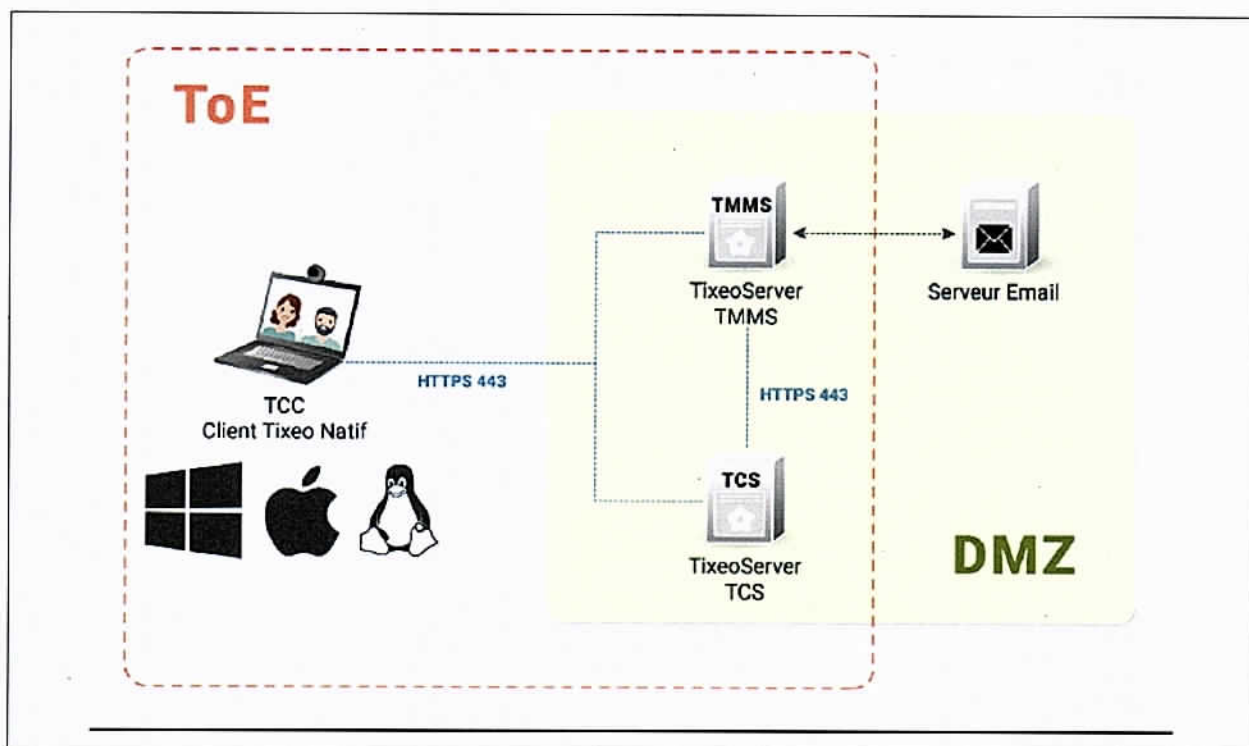 ToE
TMMS
TixeoServer
TMMS
Serveur Email
HTTPS 443
TCC
Client Tixeo Natif
HTTPS 443
TCS
TixeoServer
TCS
DMZ